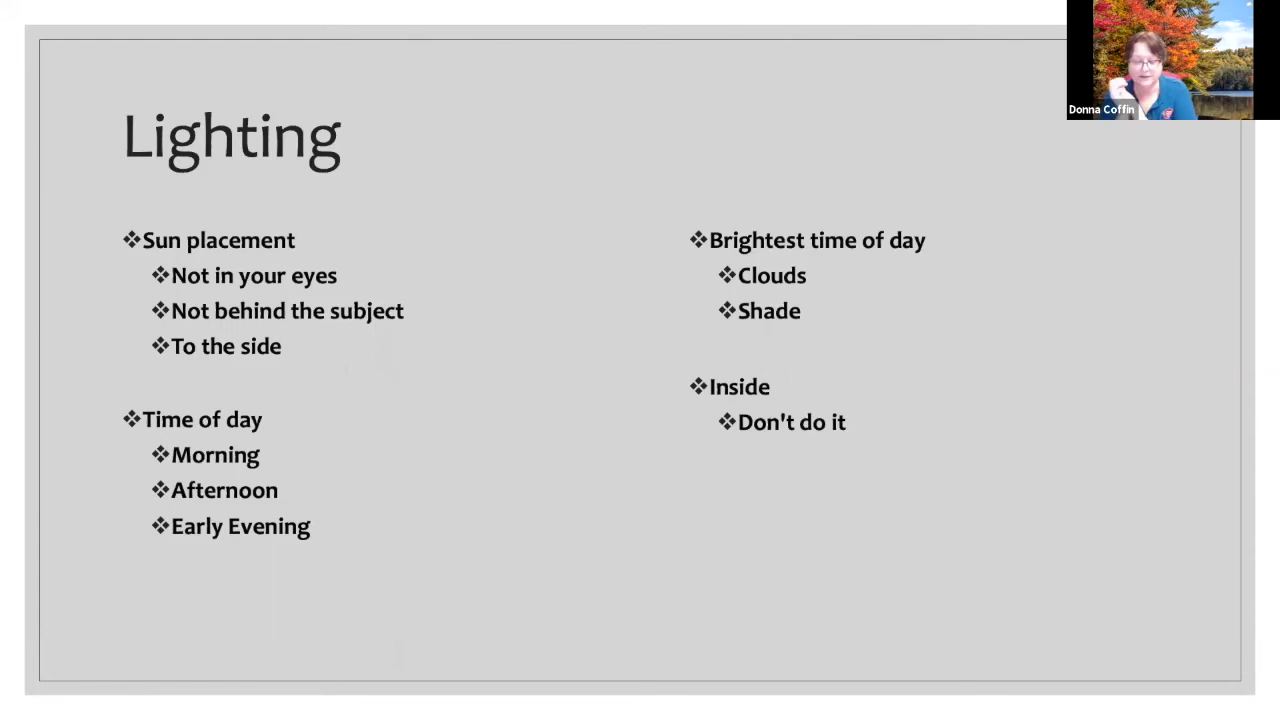 Donna Coffin
Lighting
❖Sun placement
❖Not in your eyes
❖Not behind the subject
❖To the side
❖Time of day
❖Morning
❖Afternoon
❖Early Evening
❖Brightest time of day
❖Clouds
❖Shade
❖Inside
❖Don't do it